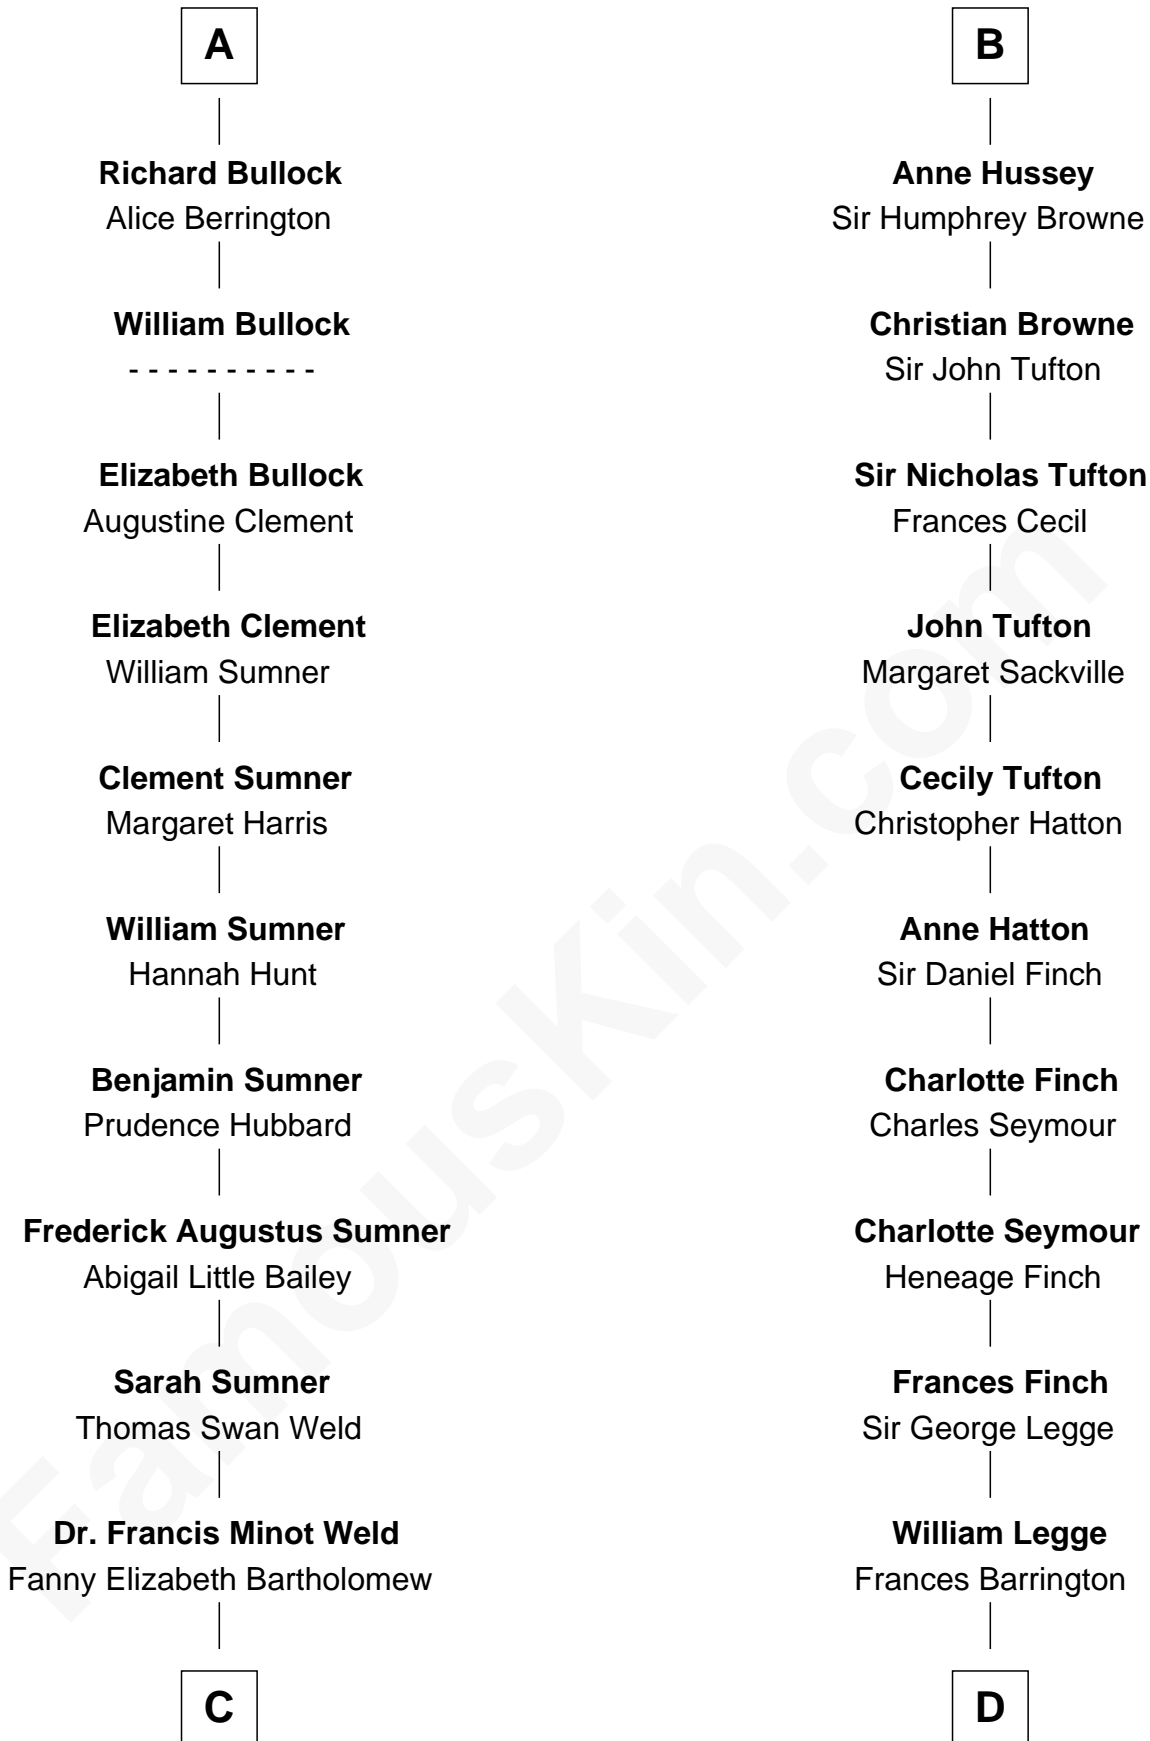 A
Richard Bullock
Alice Berrington
William Bullock
- - - - - - - - - -
Elizabeth Bullock
Augustine Clement
Elizabeth Clement
William Sumner
Clement Sumner
Margaret Harris
William Sumner
Hannah Hunt
Benjamin Sumner
Prudence Hubbard
Frederick Augustus Sumner
Abigail Little Bailey
Sarah Sumner
Thomas Swan Weld
Dr. Francis Minot Weld
Fanny Elizabeth Bartholomew
C
B
Anne Hussey
Sir Humphrey Browne
Christian Browne
Sir John Tufton
Sir Nicholas Tufton
Frances Cecil
John Tufton
Margaret Sackville
Cecily Tufton
Christopher Hatton
Anne Hatton
Sir Daniel Finch
Charlotte Finch
Charles Seymour
Charlotte Seymour
Heneage Finch
Frances Finch
Sir George Legge
William Legge
Frances Barrington
D
FamousKin.com